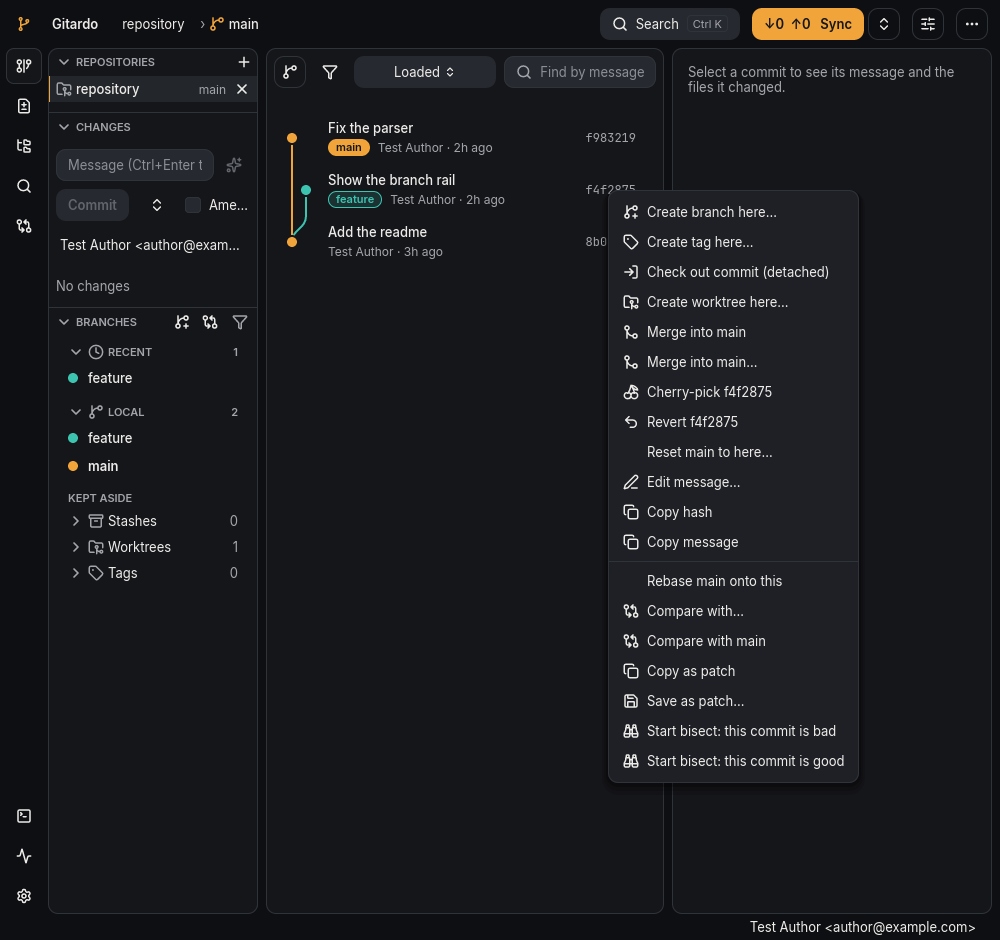 Gitardo repository › main Search Ctrl K ↓0 ↑0 Sync
REPOSITORIES
repository main
CHANGES
Message (Ctrl+Enter t
Commit Ame...
Test Author <author@exam...
No changes
BRANCHES
RECENT 1
feature
LOCAL 2
feature
main
KEPT ASIDE
Stashes 0
Worktrees 1
Tags 0
Loaded Find by message
Fix the parser f983219
main Test Author · 2h ago
Show the branch rail f4f2875
feature Test Author · 2h ago
Add the readme 8b0
Test Author · 3h ago
Select a commit to see its message and the
files it changed.
Create branch here...
Create tag here...
Check out commit (detached)
Create worktree here...
Merge into main
Merge into main...
Cherry-pick f4f2875
Revert f4f2875
Reset main to here...
Edit message...
Copy hash
Copy message
Rebase main onto this
Compare with...
Compare with main
Copy as patch
Save as patch...
Start bisect: this commit is bad
Start bisect: this commit is good
Test Author <author@example.com>